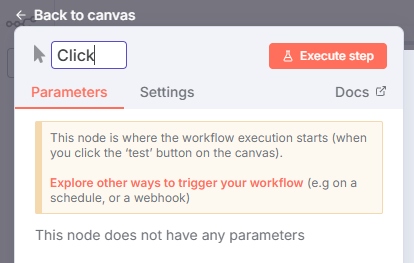 Back to canvas
Click
Execute step
Parameters
Settings
Docs
This node is where the workflow execution starts (when
you click the ‘test’ button on the canvas).
Explore other ways to trigger your workflow (e.g on a
schedule, or a webhook)
This node does not have any parameters